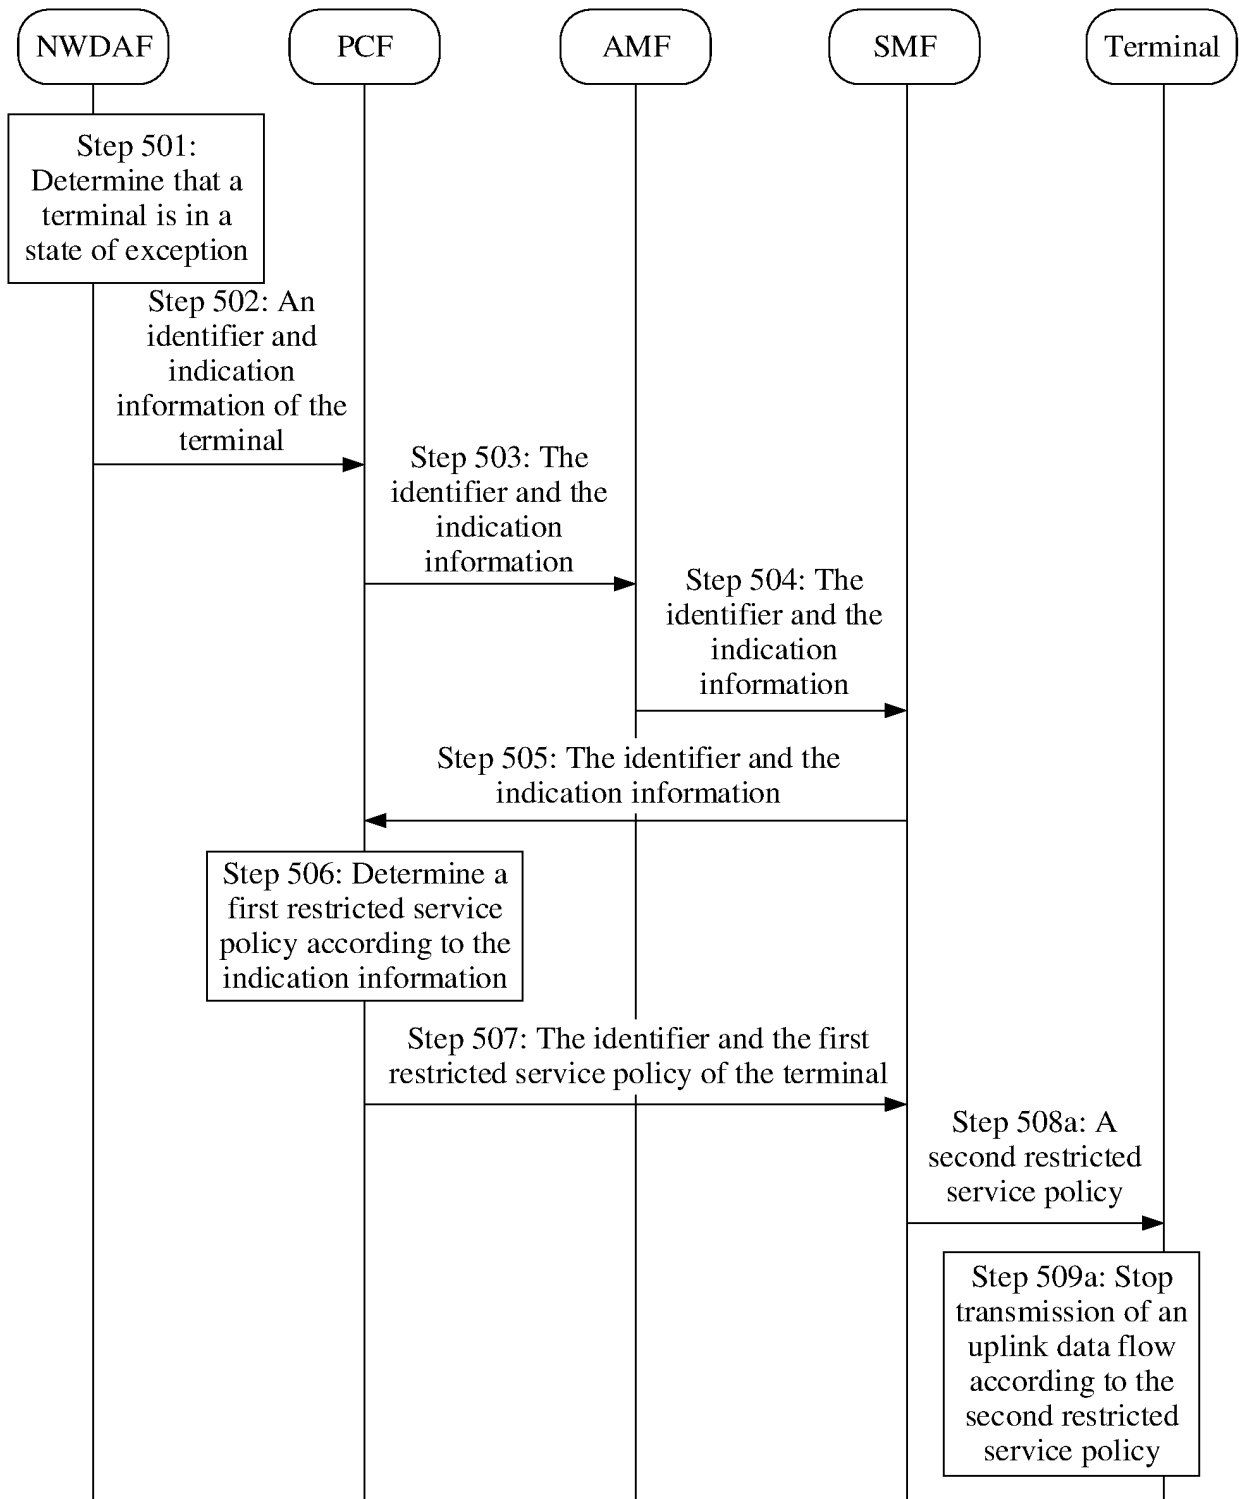 NWDAF
PCF
AMF
SMF
Terminal
Step 501:
Determine that a
terminal is in a
state of exception
Step 502: An
identifier and
indication
information of the
terminal
Step 503: The
identifier and the
indication
information
Step 504: The
identifier and the
indication
information
Step 505: The identifier and the
indication information
Step 506: Determine a
first restricted service
policy according to the
indication information
Step 507: The identifier and the first
restricted service policy of the terminal
Step 508a: A
second restricted
service policy
Step 509a: Stop
transmission of an
uplink data flow
according to the
second restricted
service policy